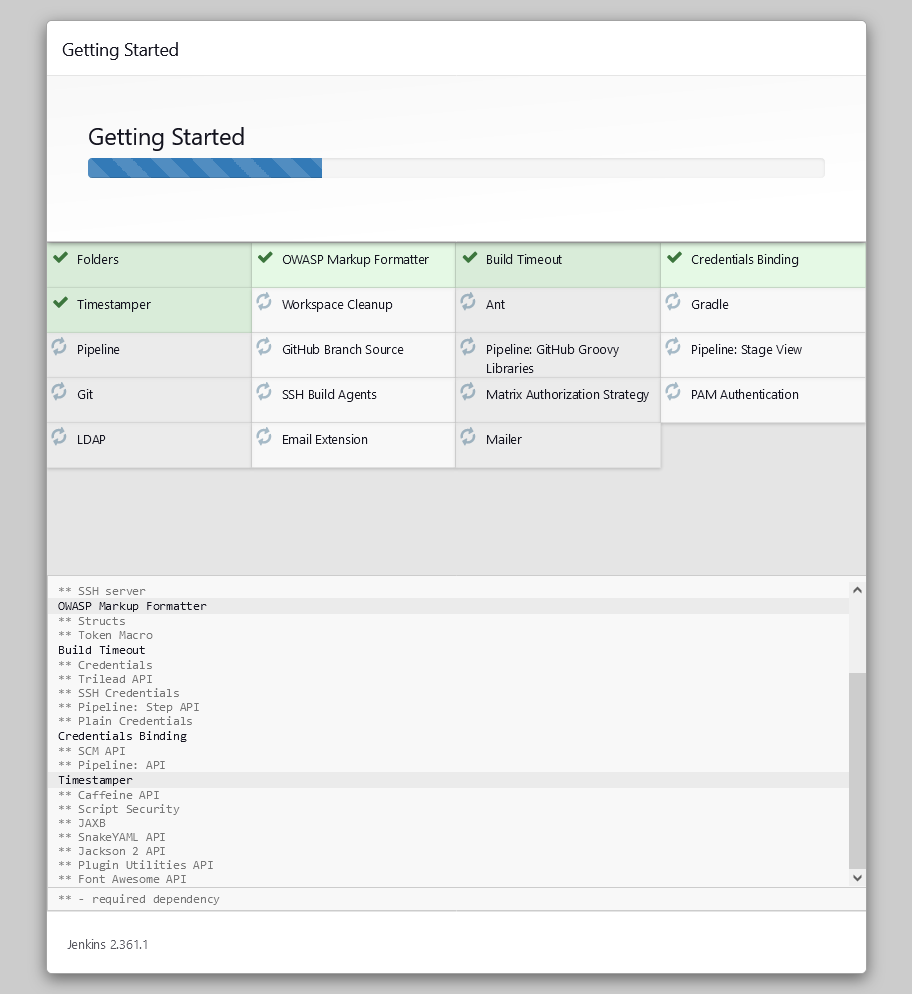 Getting Started
Getting Started
Folders
OWASP Markup Formatter
Build Timeout
Credentials Binding
Timestamper
Workspace Cleanup
Ant
Gradle
Pipeline
GitHub Branch Source
Pipeline: GitHub Groovy
Libraries
Pipeline: Stage View
Git
SSH Build Agents
Matrix Authorization Strategy
PAM Authentication
LDAP
Email Extension
Mailer
** SSH server
OWASP Markup Formatter
** Structs
** Token Macro
Build Timeout
** Credentials
** Trilead API
** SSH Credentials
** Pipeline: Step API
** Plain Credentials
Credentials Binding
** SCM API
** Pipeline: API
Timestamper
** Caffeine API
** Script Security
** JAXB
** SnakeYAML API
** Jackson 2 API
** Plugin Utilities API
** Font Awesome API
** - required dependency
Jenkins 2.361.1